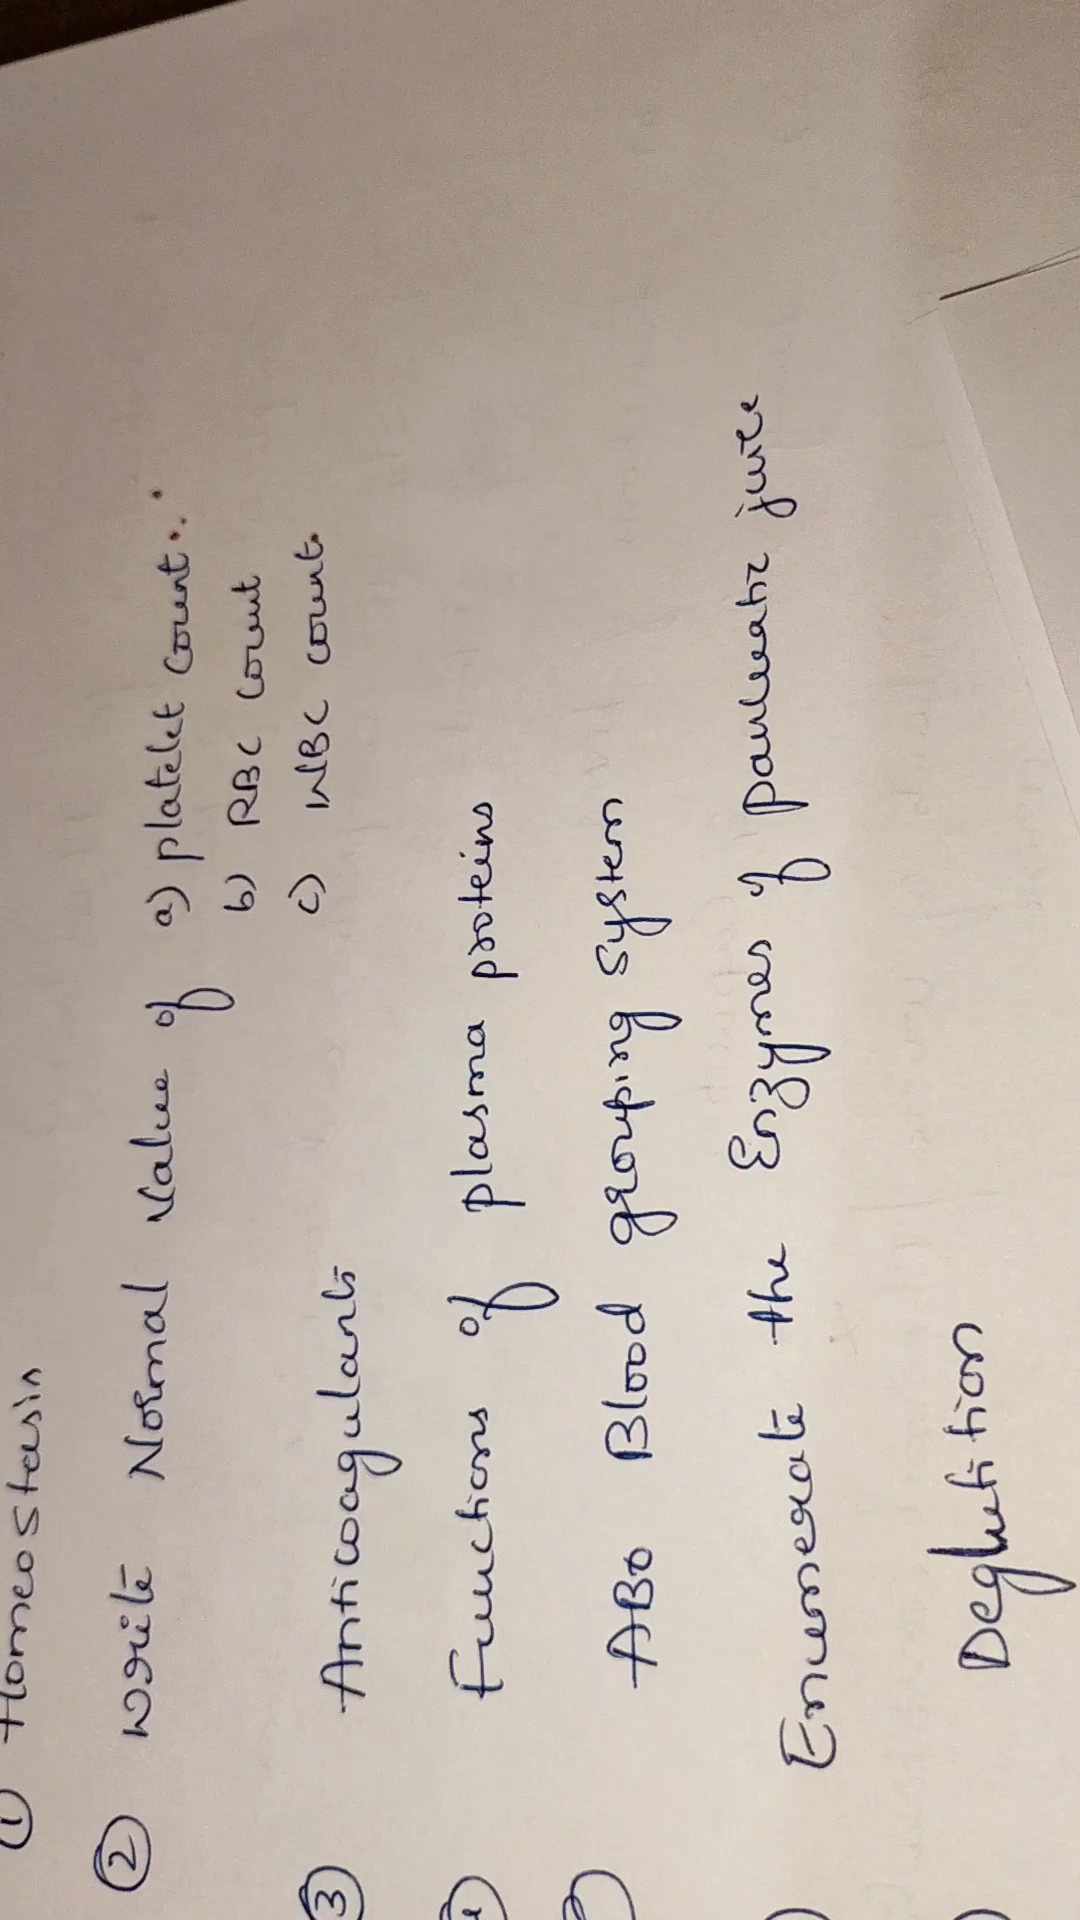 ① Homeostasis
② Write Normal Value of a) platelet count..
b) RBC count
c) WBC count.
③ Anticoagulants
Functions of plasma proteins
ABO Blood grouping system
Enumerate the Enzymes of pancreatic juice
Deglutition